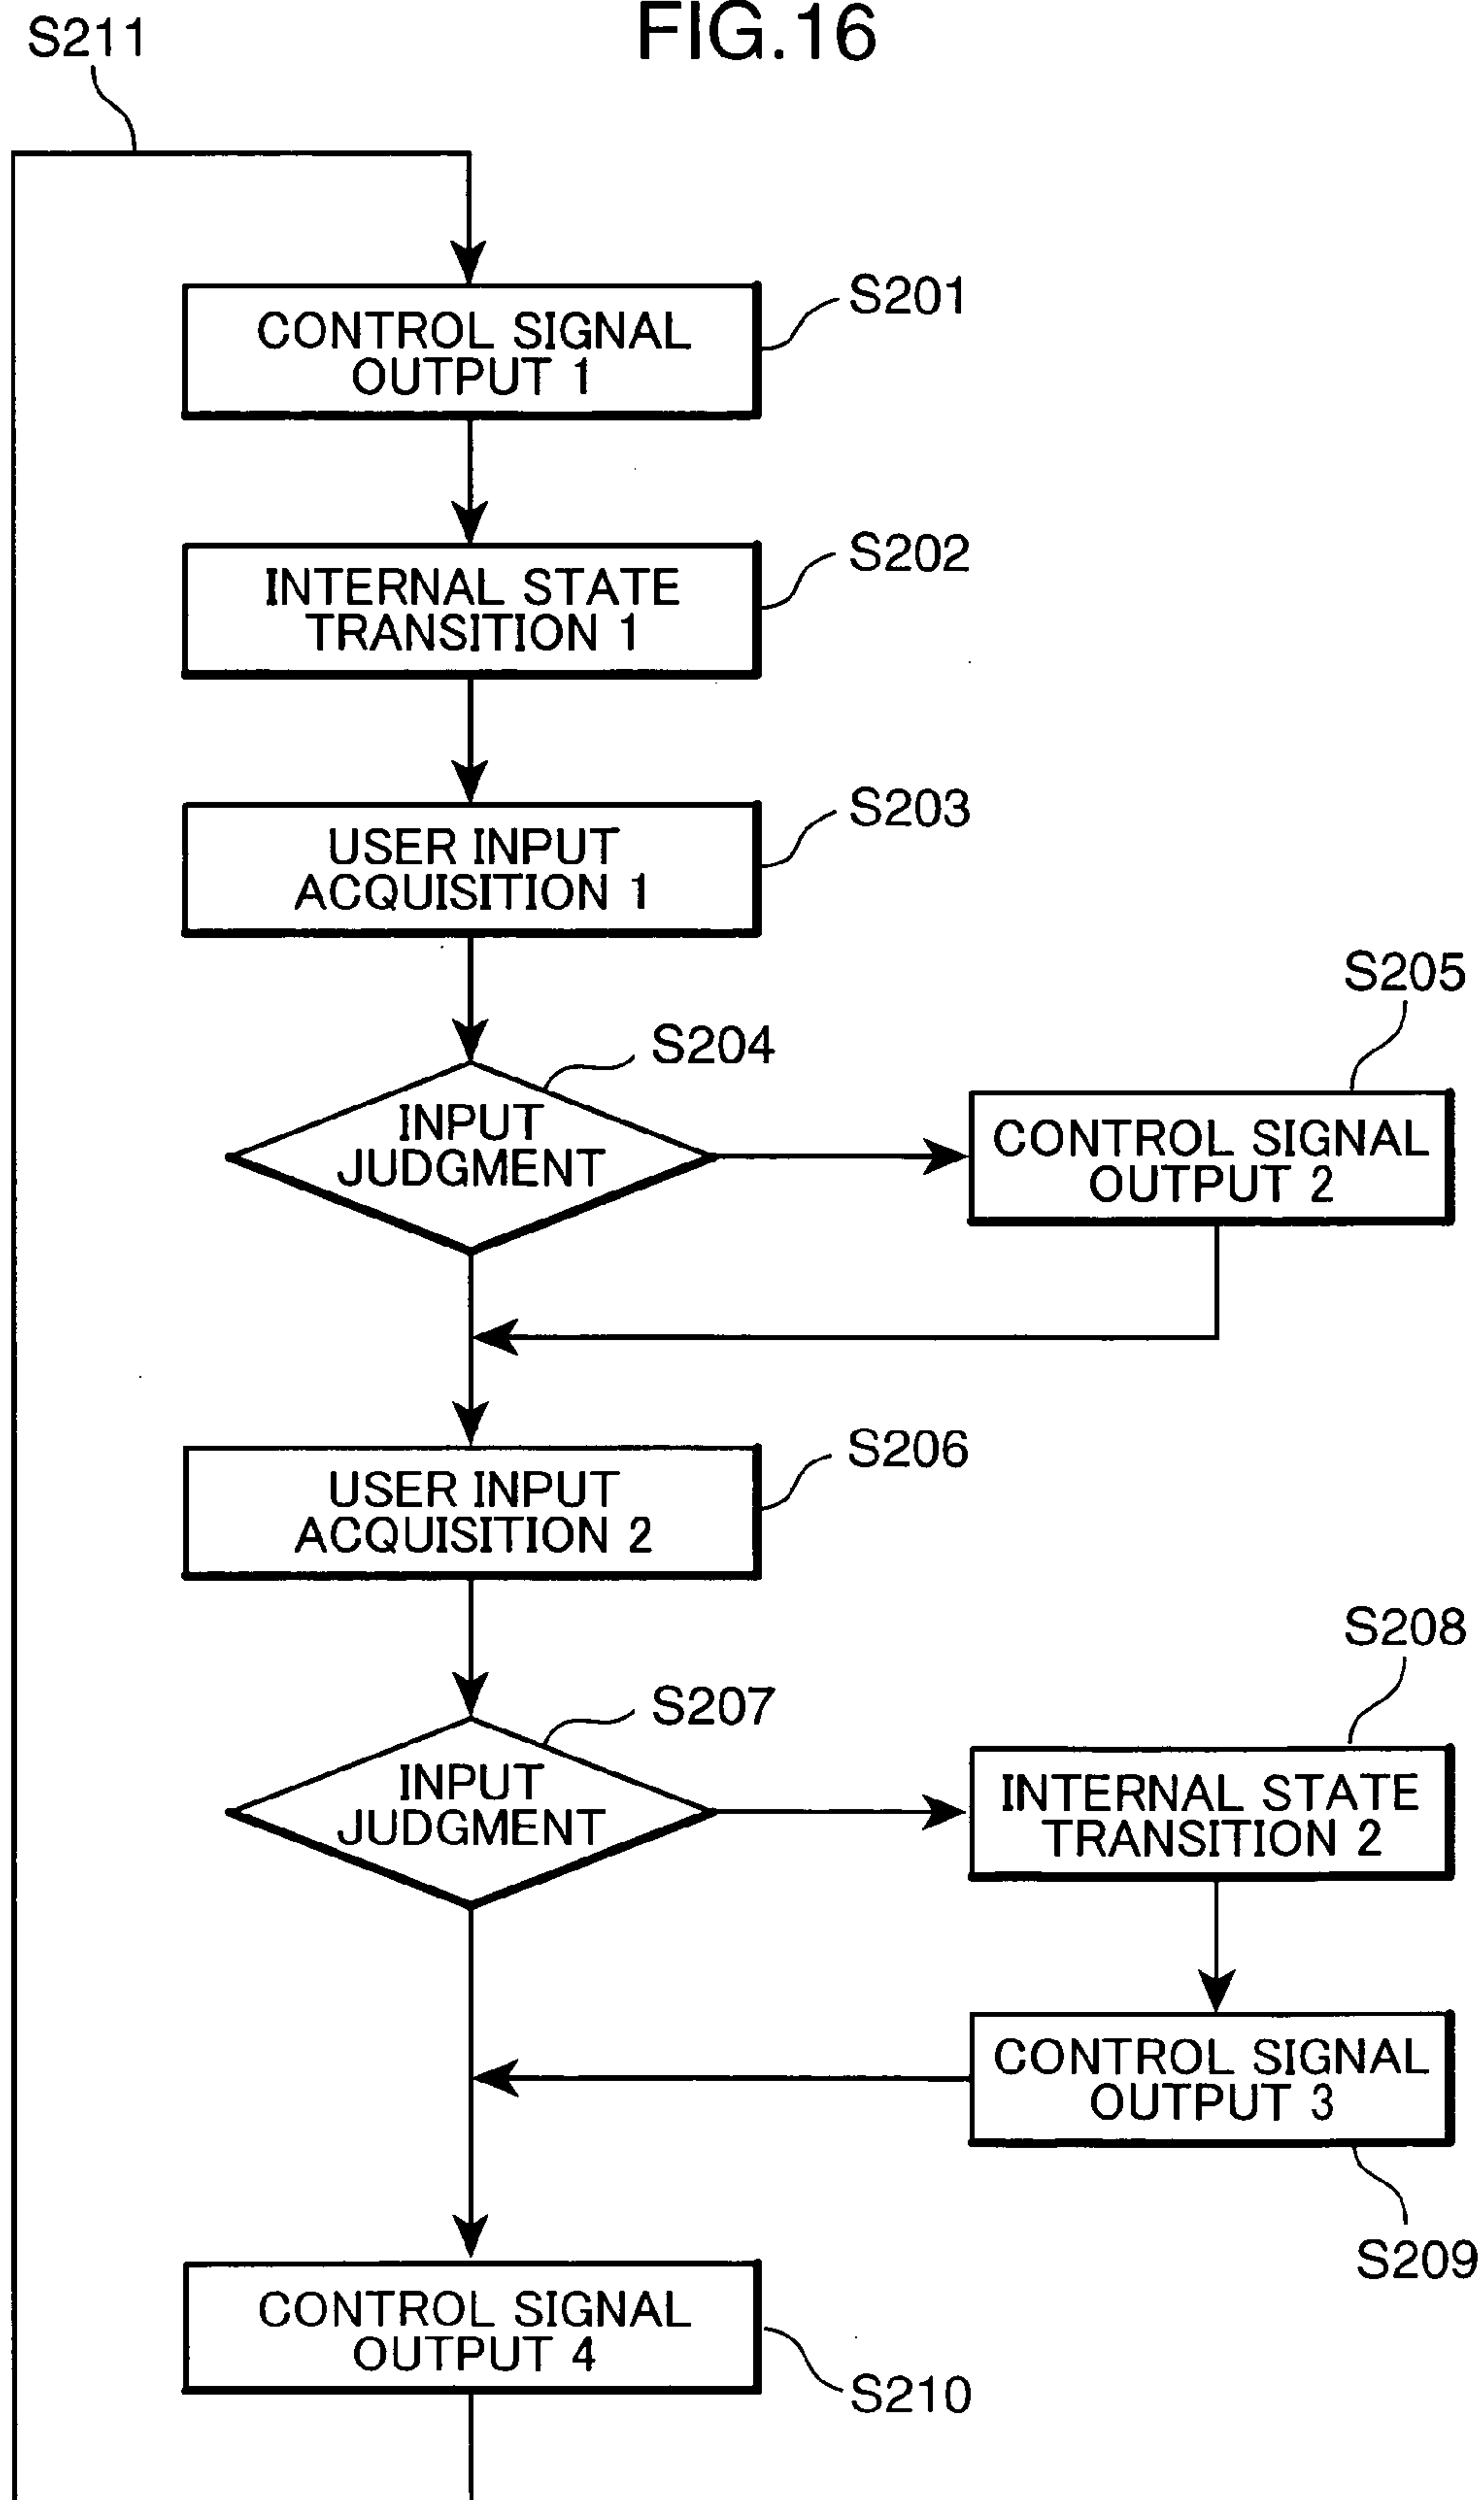 FIG.16
S211
CONTROL SIGNAL
OUTPUT 1
S201
INTERNAL STATE
TRANSITION 1
S202
USER INPUT
ACQUISITION 1
S203
INPUT
JUDGMENT
S204
CONTROL SIGNAL
OUTPUT 2
S205
USER INPUT
ACQUISITION 2
S206
INPUT
JUDGMENT
S207
INTERNAL STATE
TRANSITION 2
S208
CONTROL SIGNAL
OUTPUT 3
S209
CONTROL SIGNAL
OUTPUT 4
S210